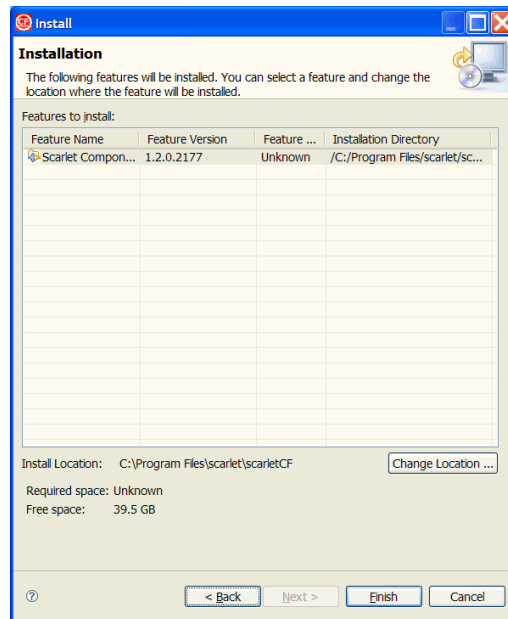 CF Install
Installation
The following features will be installed. You can select a feature and change the
location where the feature will be installed.
Features to install:
Feature Name Feature Version Feature ... Installation Directory
Scarlet Compon... 1.2.0.2177 Unknown /C:/Program Files/scarlet/sc...
Install Location: C:\Program Files\scarlet\scarletCF Change Location ...
Required space: Unknown
Free space: 39.5 GB
? < Back Next > Finish Cancel